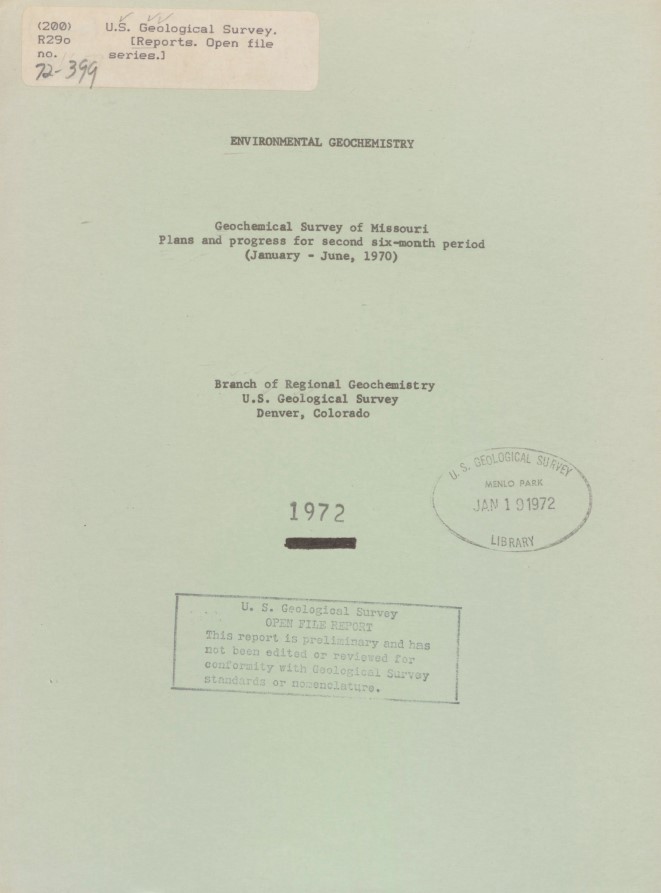 (200) U.S. Geological Survey.
R29o [Reports. Open file
no. series.]
72-399
ENVIRONMENTAL GEOCHEMISTRY
Geochemical Survey of Missouri
Plans and progress for second six-month period
(January - June, 1970)
Branch of Regional Geochemistry
U.S. Geological Survey
Denver, Colorado
U. S. GEOLOGICAL SURVEY
MENLO PARK
JAN 19 1972
LIBRARY
1972
U. S. Geological Survey
OPEN FILE REPORT
This report is preliminary and has
not been edited or reviewed for
conformity with Geological Survey
standards or nomenclature.